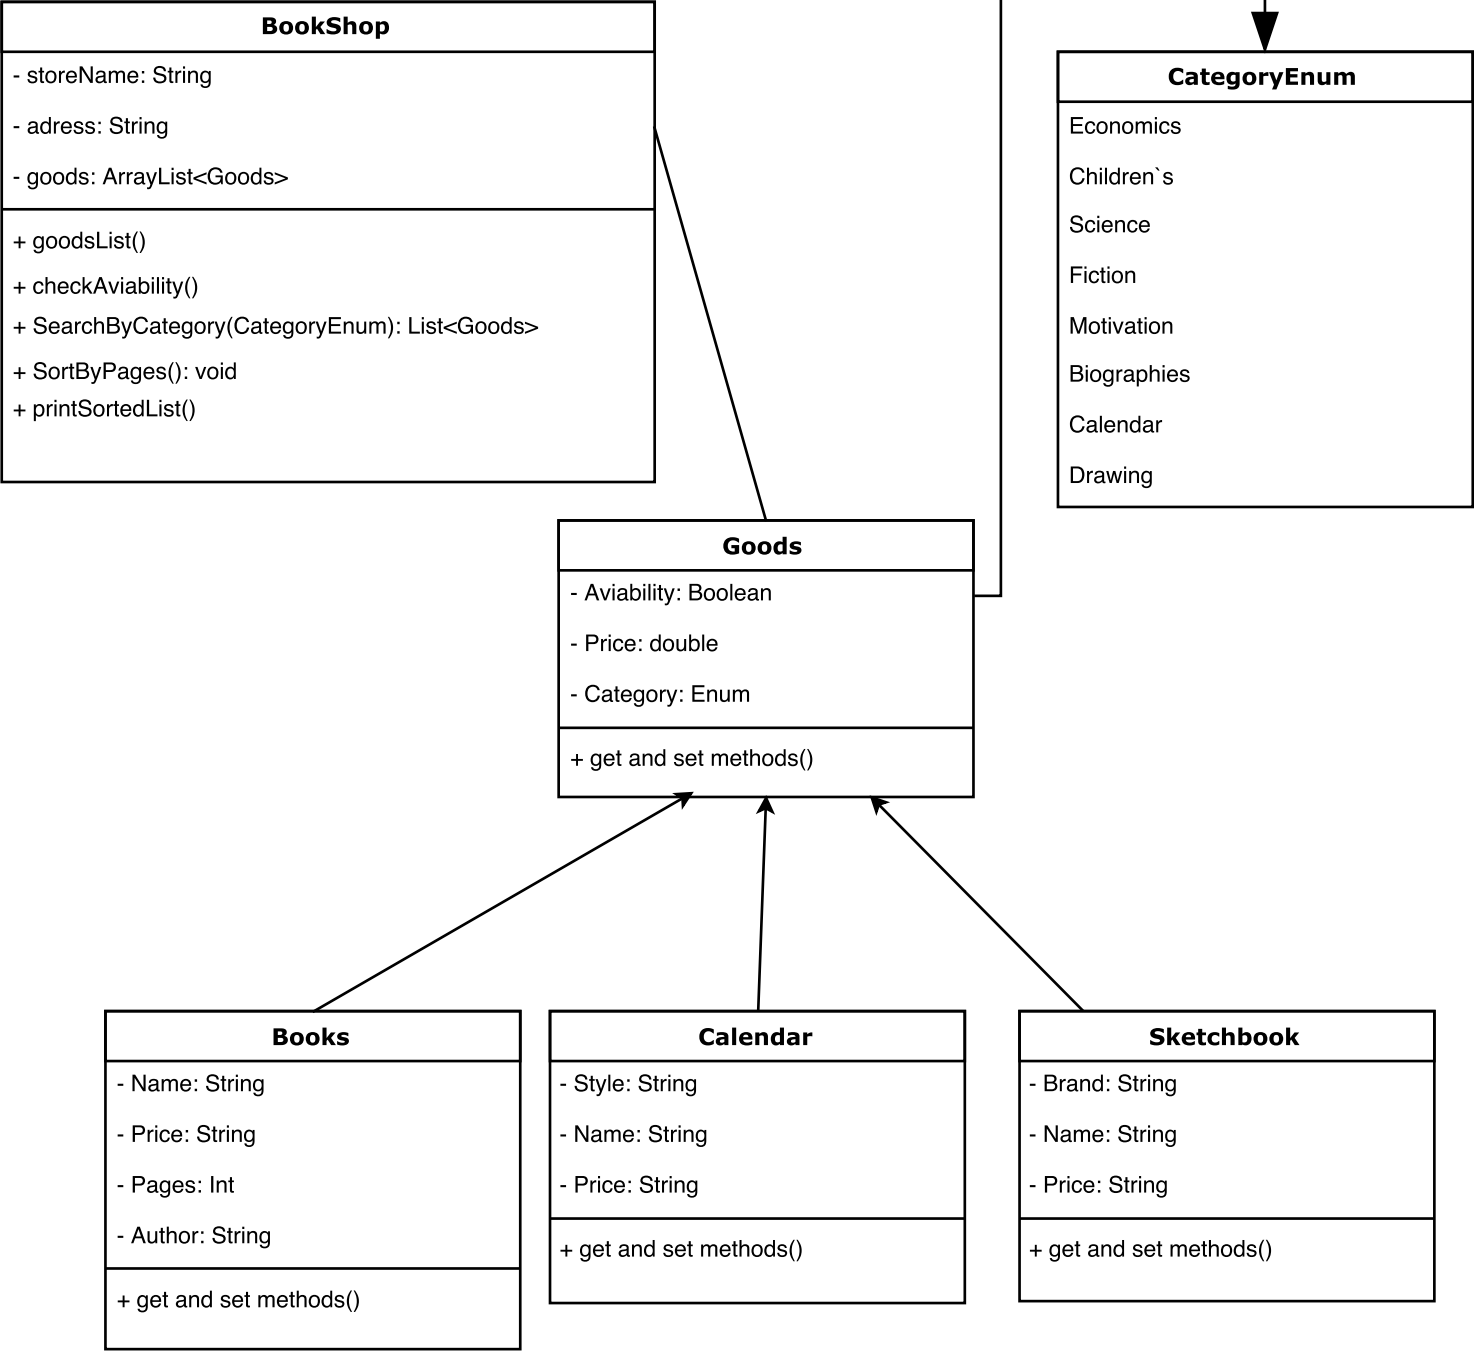 BookShop
- storeName: String
- adress: String
- goods: ArrayList<Goods>
+ goodsList()
+ checkAviability()
+ SearchByCategory(CategoryEnum): List<Goods>
+ SortByPages(): void
+ printSortedList()
CategoryEnum
Economics
Children`s
Science
Fiction
Motivation
Biographies
Calendar
Drawing
Goods
- Aviability: Boolean
- Price: double
- Category: Enum
+ get and set methods()
Books
- Name: String
- Price: String
- Pages: Int
- Author: String
+ get and set methods()
Calendar
- Style: String
- Name: String
- Price: String
+ get and set methods()
Sketchbook
- Brand: String
- Name: String
- Price: String
+ get and set methods()